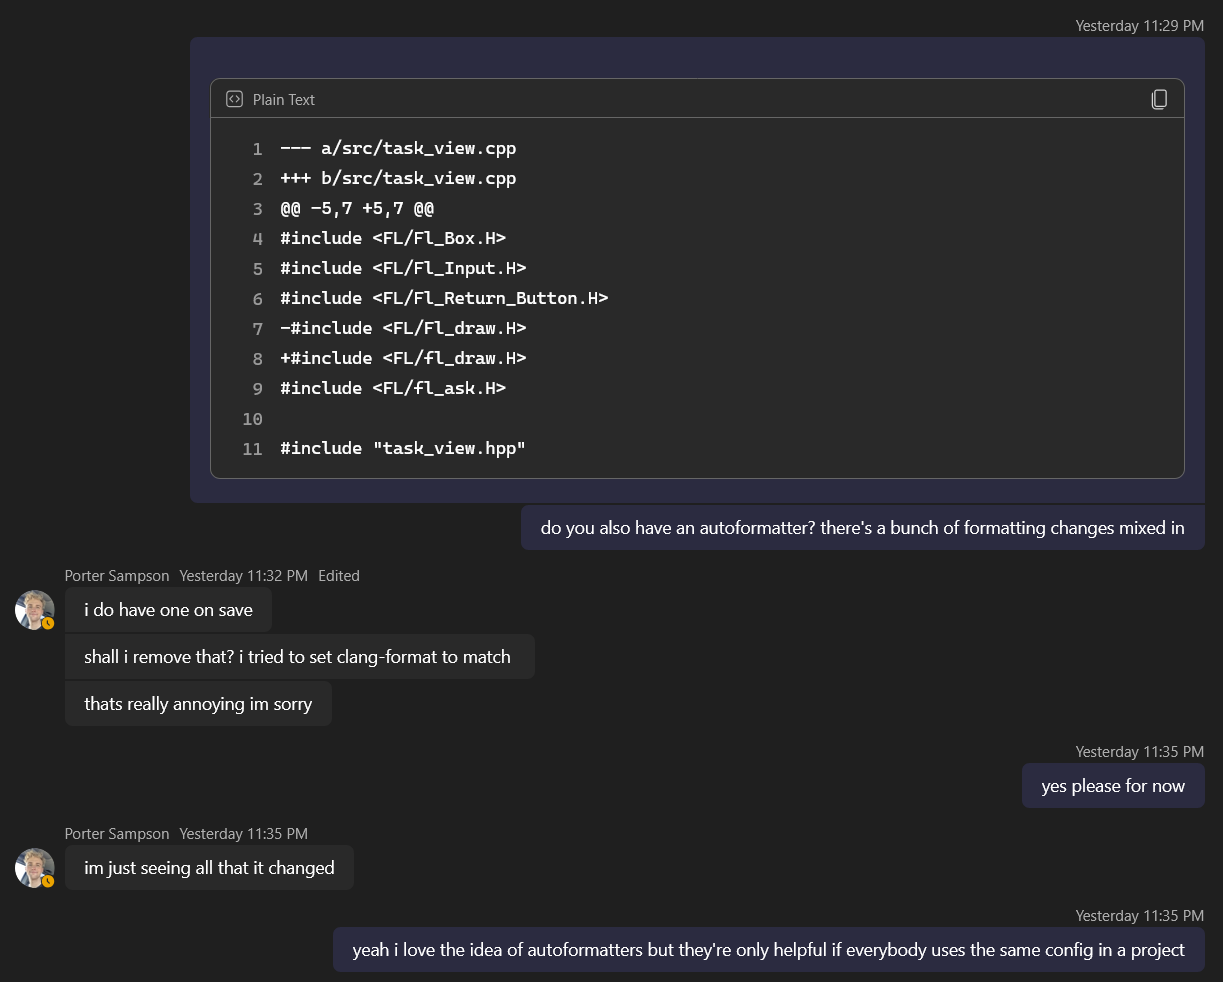 Yesterday 11:29 PM
Plain Text
1 --- a/src/task_view.cpp
2 +++ b/src/task_view.cpp
3 @@ -5,7 +5,7 @@
4 #include <FL/Fl_Box.H>
5 #include <FL/Fl_Input.H>
6 #include <FL/Fl_Return_Button.H>
7 -#include <FL/Fl_draw.H>
8 +#include <FL/fl_draw.H>
9 #include <FL/fl_ask.H>
10
11 #include "task_view.hpp"
do you also have an autoformatter? there's a bunch of formatting changes mixed in
Porter Sampson Yesterday 11:32 PM Edited
i do have one on save
shall i remove that? i tried to set clang-format to match
thats really annoying im sorry
Yesterday 11:35 PM
yes please for now
Porter Sampson Yesterday 11:35 PM
im just seeing all that it changed
Yesterday 11:35 PM
yeah i love the idea of autoformatters but they're only helpful if everybody uses the same config in a project